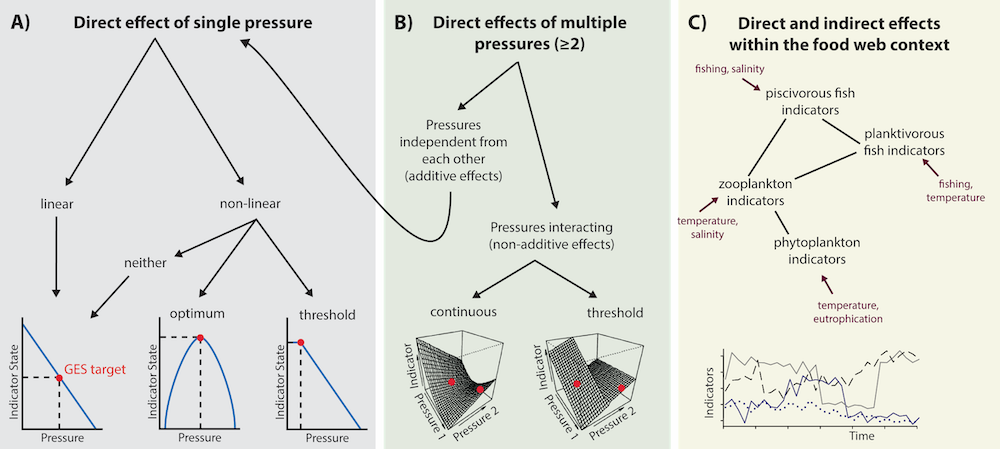 A) Direct effect of single pressure
linear
non-linear
neither
optimum
threshold
Indicator State
GES target
Pressure
Indicator State
Pressure
Indicator State
Pressure
B) Direct effects of multiple
pressures (≥2)
Pressures
independent from
each other
(additive effects)
Pressures interacting
(non-additive effects)
continuous
threshold
Indicator
Pressure 1
Pressure 2
Indicator
Pressure 1
Pressure 2
C) Direct and indirect effects
within the food web context
fishing, salinity
piscivorous fish
indicators
planktivorous
fish indicators
fishing,
temperature
zooplankton
indicators
temperature,
salinity
phytoplankton
indicators
temperature,
eutrophication
Indicators
Time